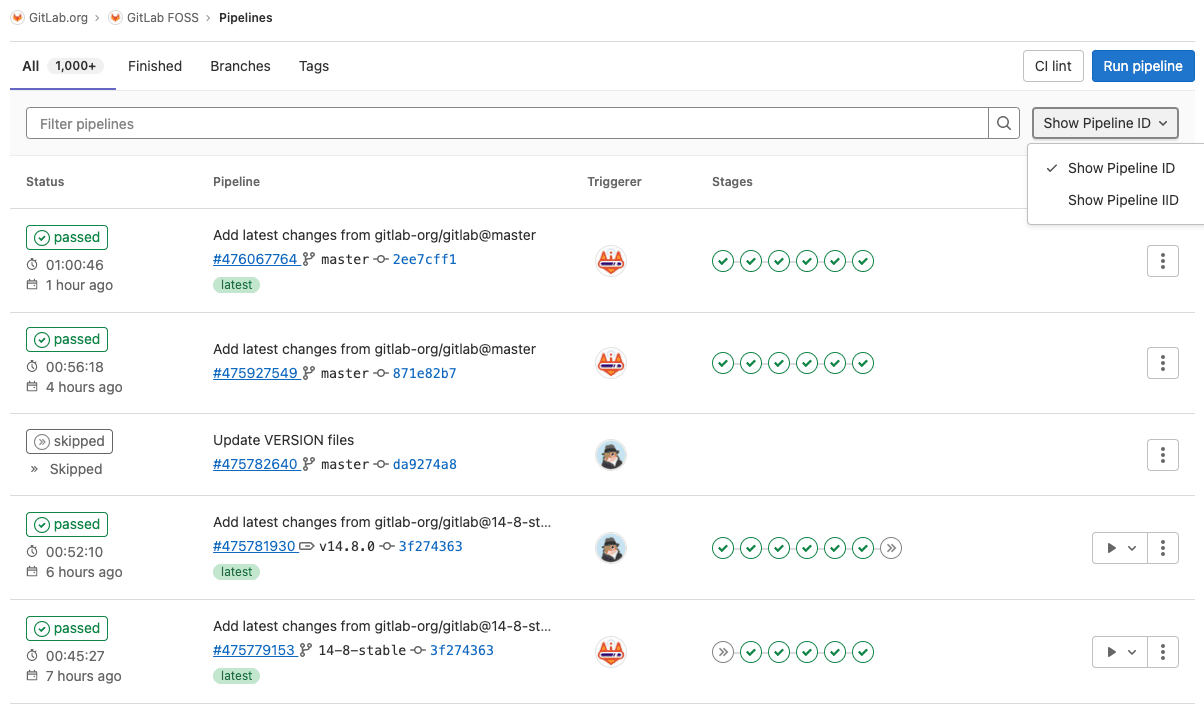 GitLab.org › GitLab FOSS › Pipelines
All 1,000+ Finished Branches Tags CI lint Run pipeline
Filter pipelines Show Pipeline ID
Show Pipeline ID
Show Pipeline IID
Status Pipeline Triggerer Stages
passed
01:00:46
1 hour ago
Add latest changes from gitlab-org/gitlab@master
#476067764 master 2ee7cff1
latest
passed
00:56:18
4 hours ago
Add latest changes from gitlab-org/gitlab@master
#475927549 master 871e82b7
skipped
Skipped
Update VERSION files
#475782640 master da9274a8
passed
00:52:10
6 hours ago
Add latest changes from gitlab-org/gitlab@14-8-st...
#475781930 v14.8.0 3f274363
latest
passed
00:45:27
7 hours ago
Add latest changes from gitlab-org/gitlab@14-8-st...
#475779153 14-8-stable 3f274363
latest